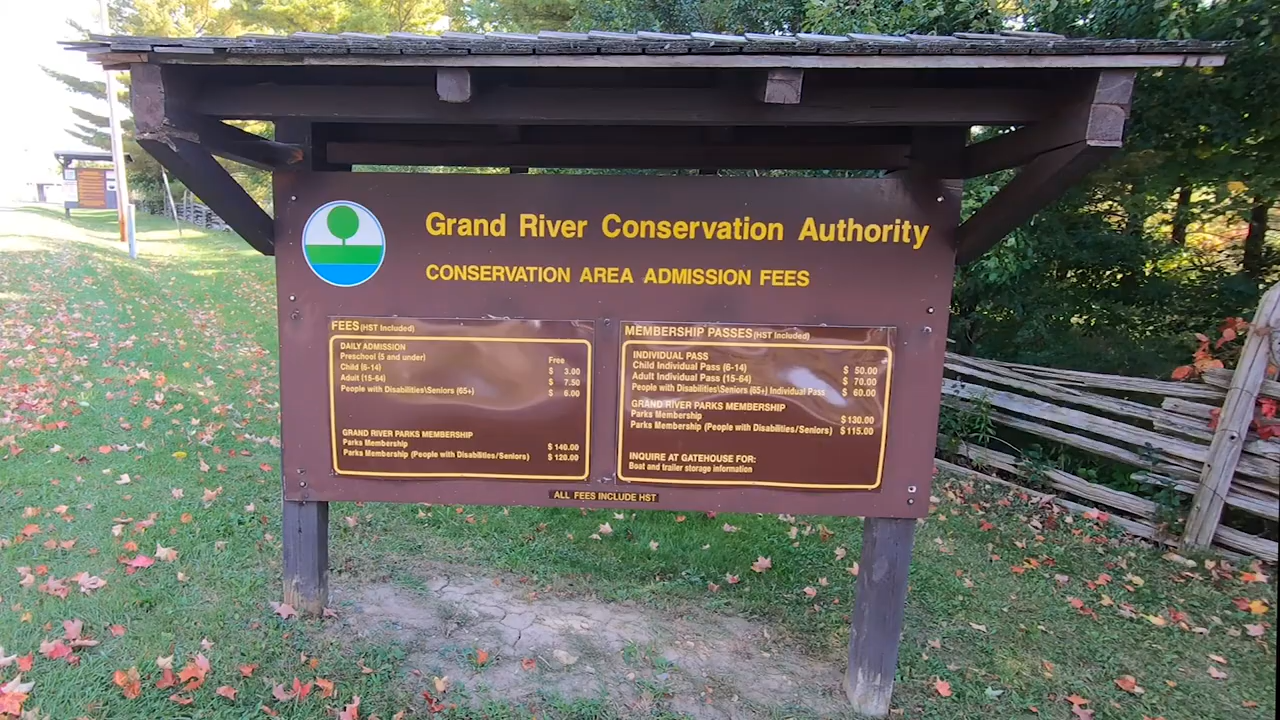 Grand River Conservation Authority
CONSERVATION AREA ADMISSION FEES
FEES (HST Included)
DAILY ADMISSION
Preschool (5 and under) Free
Child (6-14) $ 3.00
Adult (15-64) $ 7.50
People with Disabilities\Seniors (65+) $ 6.00
GRAND RIVER PARKS MEMBERSHIP
Parks Membership $ 140.00
Parks Membership (People with Disabilities/Seniors) $ 120.00
MEMBERSHIP PASSES (HST Included)
INDIVIDUAL PASS
Child Individual Pass (6-14) $ 50.00
Adult Individual Pass (15-64) $ 70.00
People with Disabilities\Seniors (65+) Individual Pass $ 60.00
GRAND RIVER PARKS MEMBERSHIP
Parks Membership $130.00
Parks Membership (People with Disabilities/Seniors) $115.00
INQUIRE AT GATEHOUSE FOR:
Boat and trailer storage information
ALL FEES INCLUDE HST